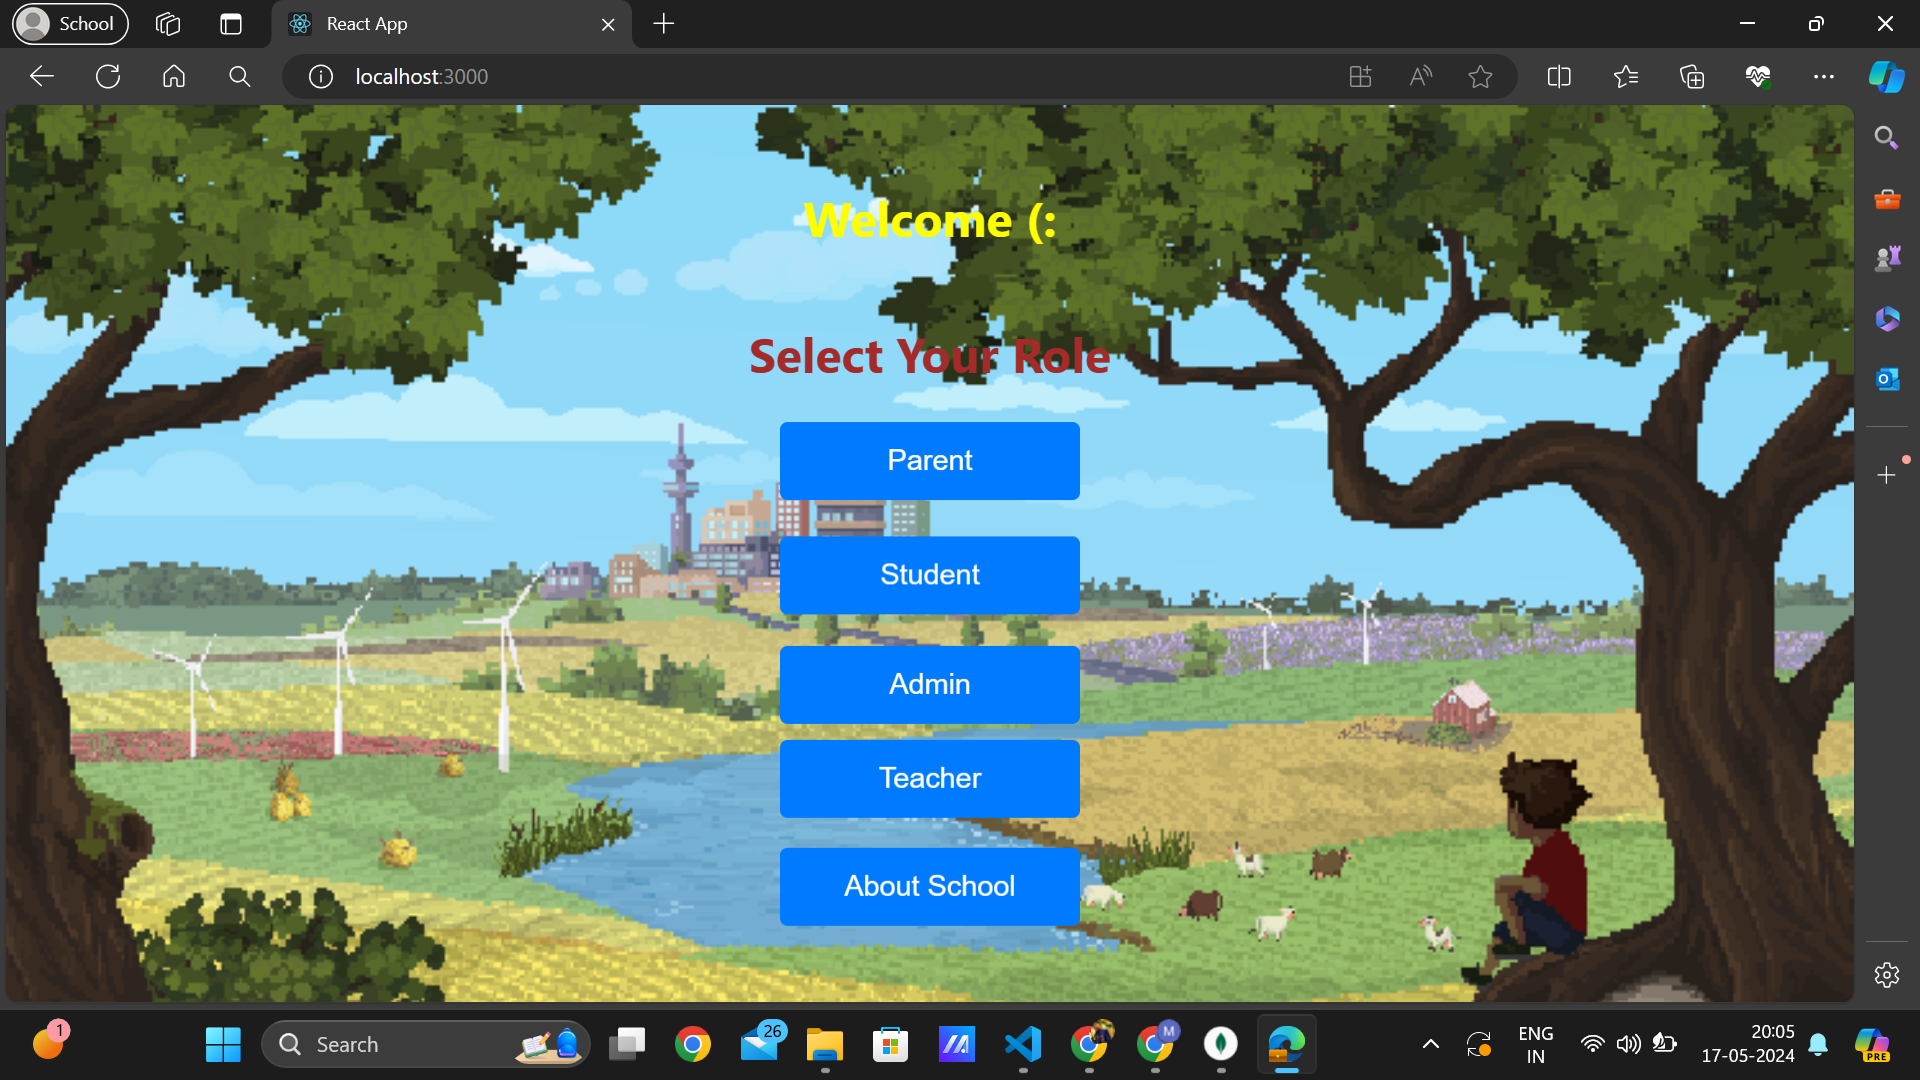 School
React App
localhost:3000
Welcome (:
Select Your Role
Parent
Student
Admin
Teacher
About School
1
Search
26
M
ENG
IN
20:05
17-05-2024
PRE